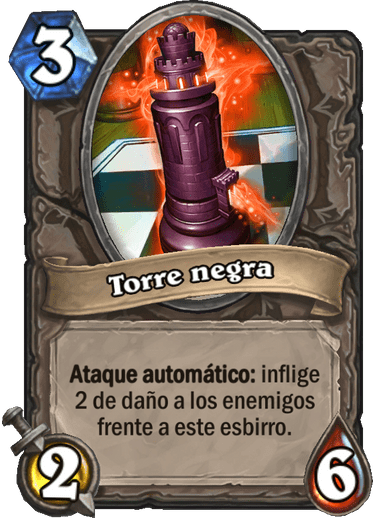 3
Torre negra
Ataque automático: inflige
2 de daño a los enemigos
frente a este esbirro.
2
6